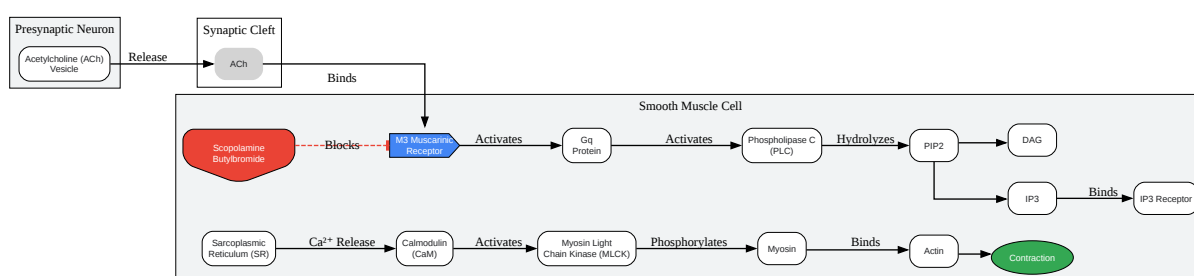 Presynaptic Neuron
Acetylcholine (ACh)
Vesicle
Release
Synaptic Cleft
ACh
Binds
Smooth Muscle Cell
Scopolamine
Butylbromide
Blocks
M3 Muscarinic
Receptor
Activates
Gq
Protein
Activates
Phospholipase C
(PLC)
Hydrolyzes
PIP2
DAG
IP3
Binds
IP3 Receptor
Sarcoplasmic
Reticulum (SR)
Ca²⁺ Release
Calmodulin
(CaM)
Activates
Myosin Light
Chain Kinase (MLCK)
Phosphorylates
Myosin
Binds
Actin
Contraction